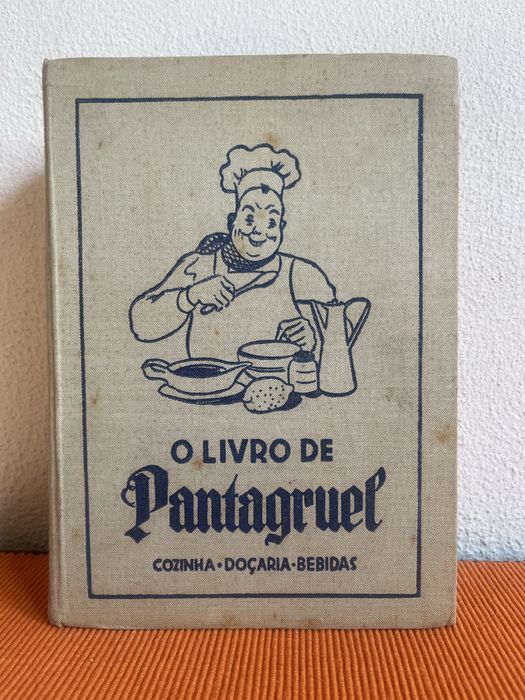 O LIVRO DE
Pantagruel
COZINHA · DOÇARIA · BEBIDAS